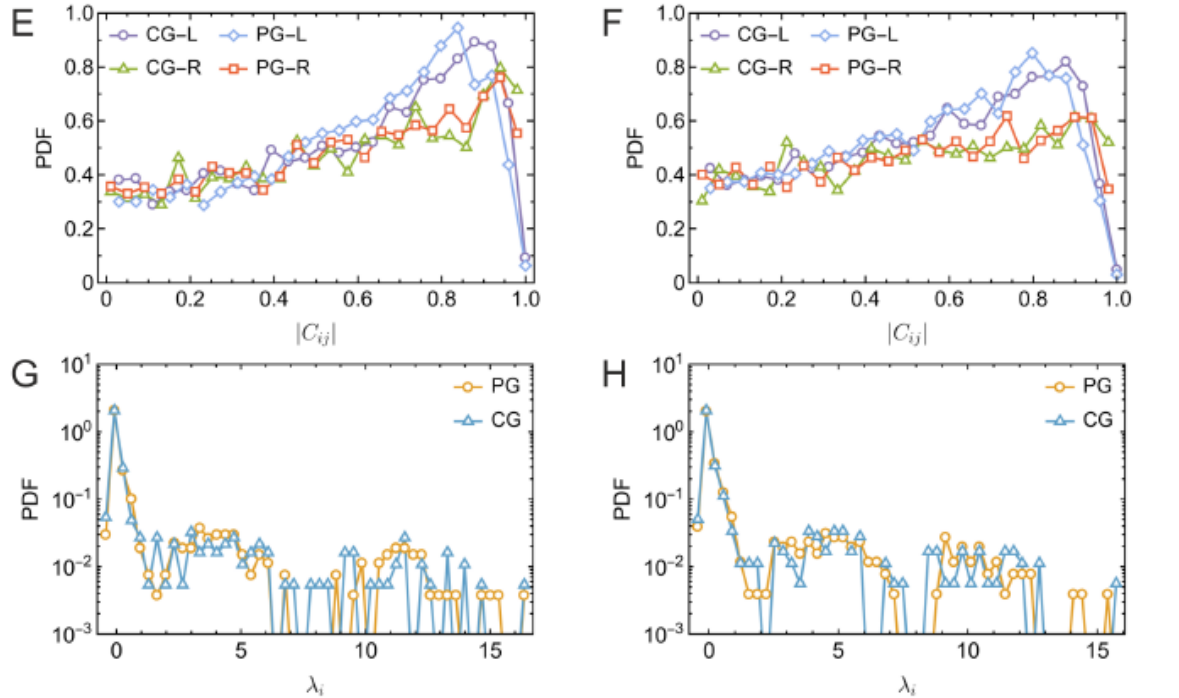 E
1.0
0.8
0.6
0.4
0.2
0
PDF
CG–L PG–L
CG–R PG–R
0 0.2 0.4 0.6 0.8 1.0
|C_{ij}|
F
1.0
0.8
0.6
0.4
0.2
0
PDF
CG–L PG–L
CG–R PG–R
0 0.2 0.4 0.6 0.8 1.0
|C_{ij}|
G
10^1
10^0
10^{−1}
10^{−2}
10^{−3}
PDF
PG
CG
0 5 10 15
λ_i
H
10^1
10^0
10^{−1}
10^{−2}
10^{−3}
PDF
PG
CG
0 5 10 15
λ_i